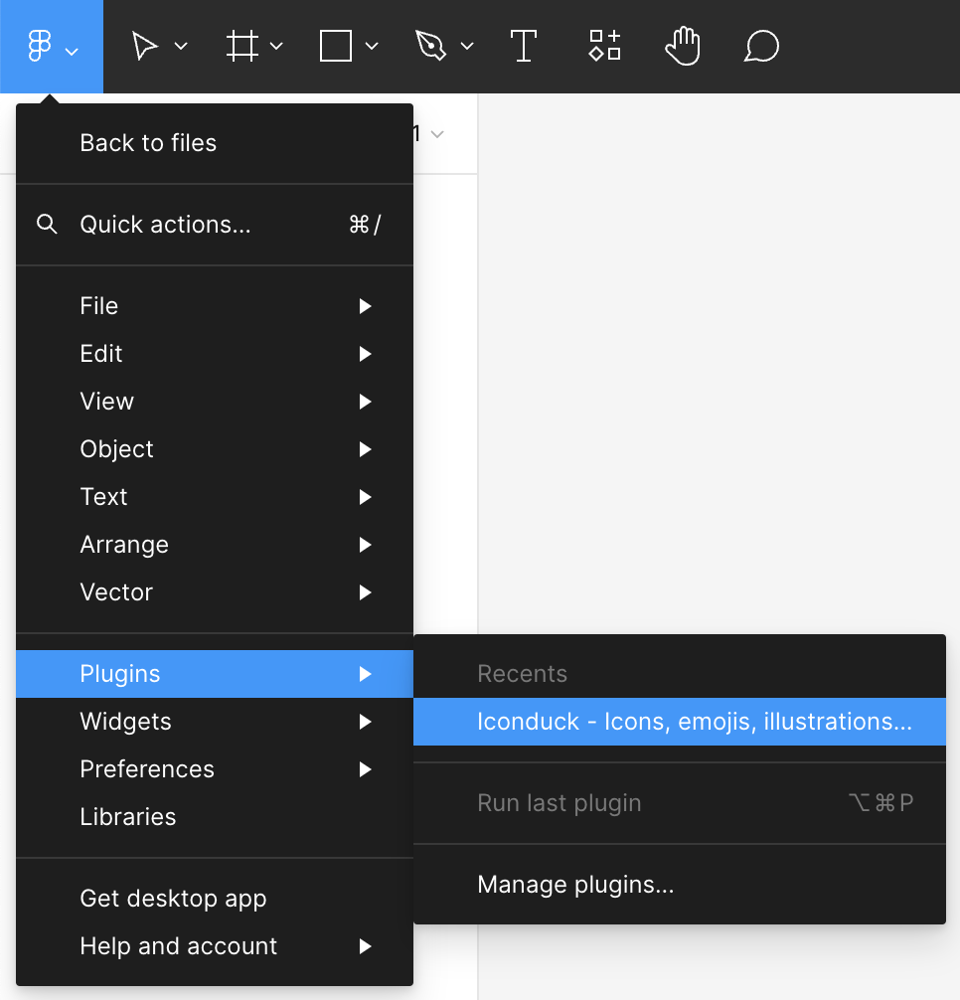 T
1
Back to files
Quick actions... ⌘/
File
Edit
View
Object
Text
Arrange
Vector
Plugins
Widgets
Preferences
Libraries
Get desktop app
Help and account
Recents
Iconduck - Icons, emojis, illustrations...
Run last plugin ⌥⌘P
Manage plugins...